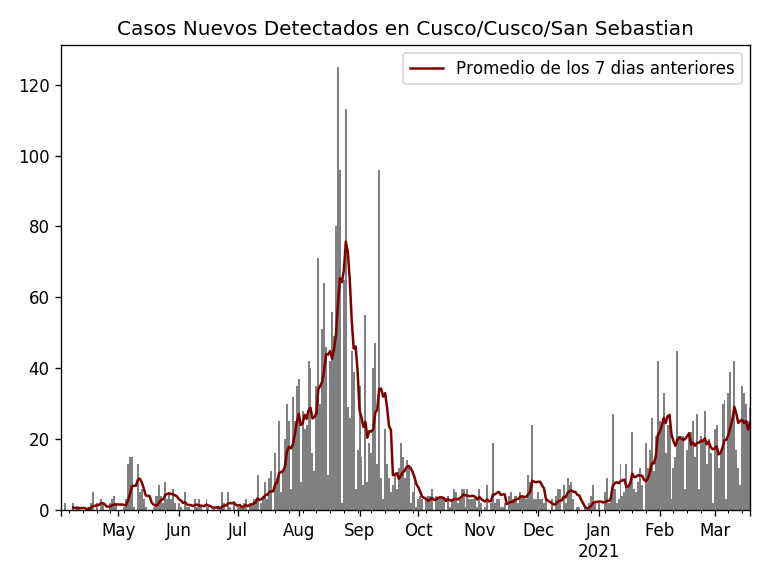 Casos Nuevos Detectados en Cusco/Cusco/San Sebastian
Promedio de los 7 dias anteriores
120
100
80
60
40
20
0
May Jun Jul Aug Sep Oct Nov Dec Jan Feb Mar
2021